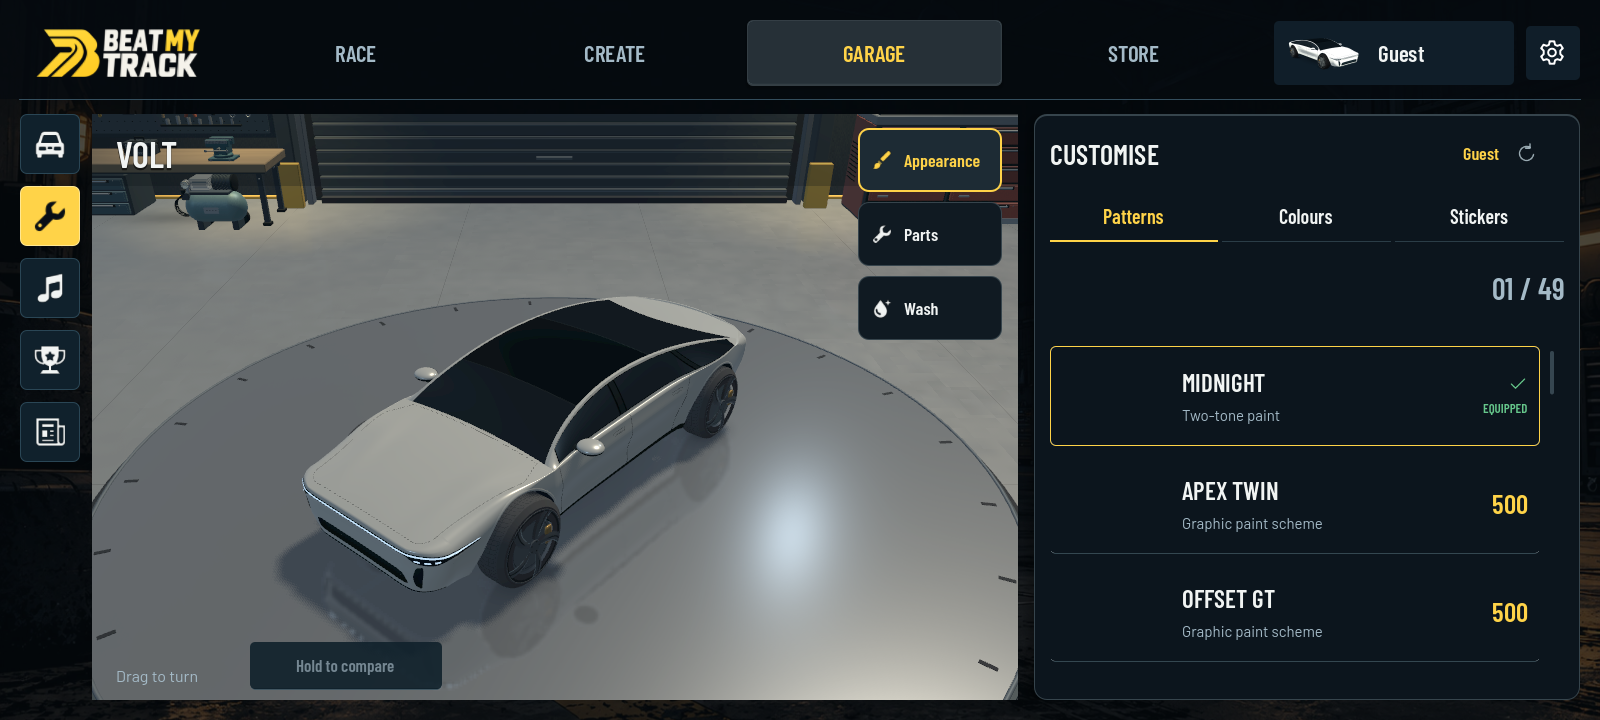 BEATMY
TRACK
RACE
CREATE
GARAGE
STORE
Guest
VOLT
Appearance
Parts
Wash
Drag to turn
Hold to compare
CUSTOMISE
Guest
Patterns
Colours
Stickers
01 / 49
MIDNIGHT
Two-tone paint
EQUIPPED
APEX TWIN
Graphic paint scheme
500
OFFSET GT
Graphic paint scheme
500